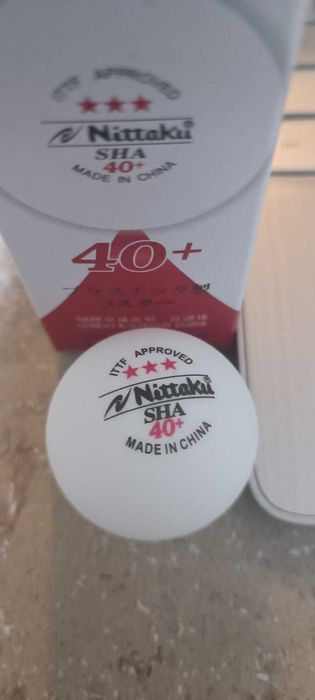 ITTF APPROVED
★★★
Nittaku®
SHA
40+
MADE IN CHINA
40+
プラスチック製
3スター
ITTF APPROVED
★★★
Nittaku®
SHA
40+
MADE IN CHINA